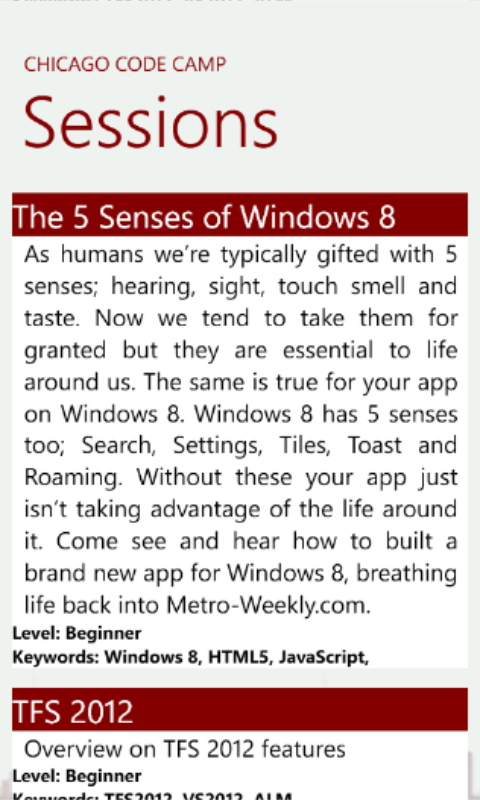 CHICAGO CODE CAMP
Sessions
The 5 Senses of Windows 8
As humans we're typically gifted with 5
senses; hearing, sight, touch smell and
taste. Now we tend to take them for
granted but they are essential to life
around us. The same is true for your app
on Windows 8. Windows 8 has 5 senses
too; Search, Settings, Tiles, Toast and
Roaming. Without these your app just
isn't taking advantage of the life around
it. Come see and hear how to built a
brand new app for Windows 8, breathing
life back into Metro-Weekly.com.
Level: Beginner
Keywords: Windows 8, HTML5, JavaScript,
TFS 2012
Overview on TFS 2012 features
Level: Beginner
Keywords: TFS2012, VS2012, ALM